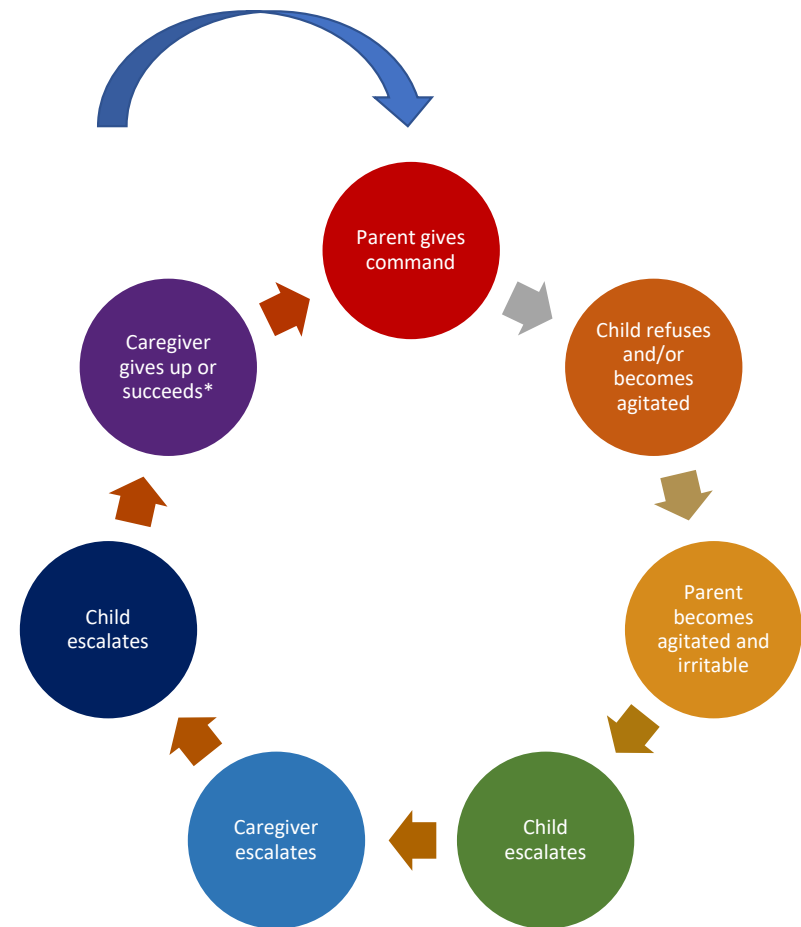 Parent gives
command
Child refuses
and/or
becomes
agitated
Parent
becomes
agitated and
irritable
Child
escalates
Caregiver
escalates
Child
escalates
Caregiver
gives up or
succeeds*